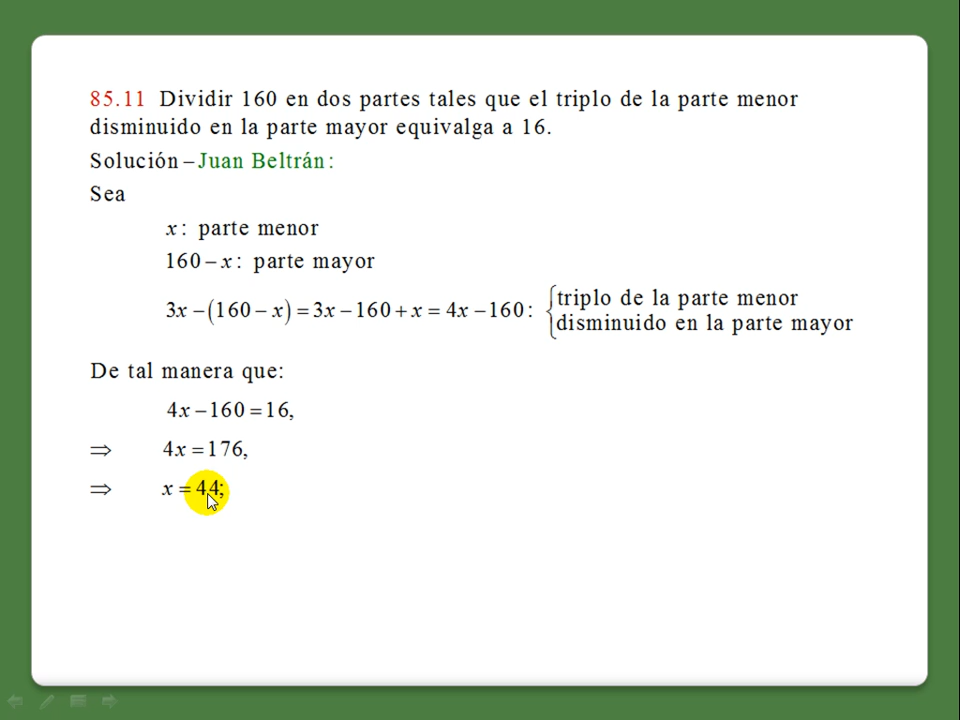 85.11 Dividir 160 en dos partes tales que el triplo de la parte menor
disminuido en la parte mayor equivalga a 16.
Solución – Juan Beltrán:
Sea
x: parte menor
160 – x: parte mayor
3x – (160 – x) = 3x – 160 + x = 4x – 160: { triplo de la parte menor
disminuido en la parte mayor
De tal manera que:
4x – 160 = 16,
⇒ 4x = 176,
⇒ x = 44;